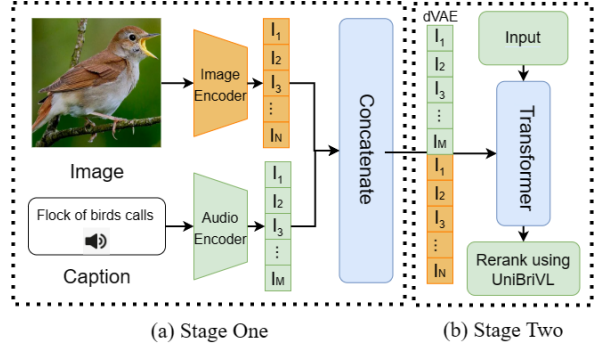 Image
Image
Encoder
I1
I2
I3
⋮
IN
Flock of birds calls
Caption
Audio
Encoder
I1
I2
I3
⋮
IM
Concatenate
(a) Stage One
dVAE
I1
I2
I3
⋮
IM
I1
I2
I3
⋮
IN
Input
Transformer
Rerank using
UniBriVL
(b) Stage Two